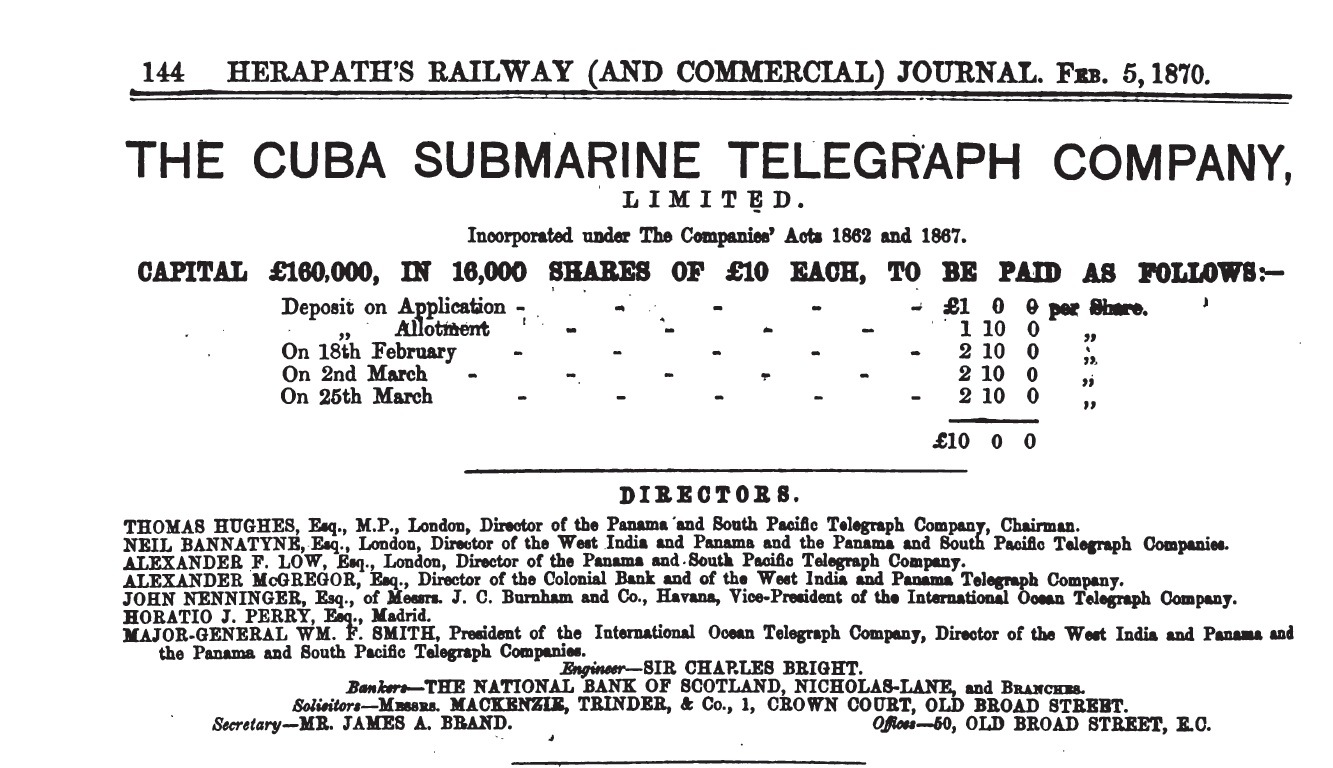 144 HERAPATH'S RAILWAY (AND COMMERCIAL) JOURNAL. FEB. 5, 1870.
THE CUBA SUBMARINE TELEGRAPH COMPANY,
LIMITED.
Incorporated under The Companies' Acts 1862 and 1867.
CAPITAL £160,000, IN 16,000 SHARES OF £10 EACH, TO BE PAID AS FOLLOWS:—
Deposit on Application - - - - - £1 0 0 per Share.
„ Allotment - - - - 1 10 0 „
On 18th February - - - - - 2 10 0 „
On 2nd March - - - - - 2 10 0 „
On 25th March - - - - - 2 10 0 „
£10 0 0
DIRECTORS.
THOMAS HUGHES, Esq., M.P., London, Director of the Panama and South Pacific Telegraph Company, Chairman.
NEIL BANNATYNE, Esq., London, Director of the West India and Panama and the Panama and South Pacific Telegraph Companies.
ALEXANDER F. LOW, Esq., London, Director of the Panama and South Pacific Telegraph Company.
ALEXANDER McGREGOR, Esq., Director of the Colonial Bank and of the West India and Panama Telegraph Company.
JOHN NENNINGER, Esq., of Messrs. J. C. Burnham and Co., Havana, Vice-President of the International Ocean Telegraph Company.
HORATIO J. PERRY, Esq., Madrid.
MAJOR-GENERAL WM. F. SMITH, President of the International Ocean Telegraph Company, Director of the West India and Panama and
the Panama and South Pacific Telegraph Companies.
Engineer—SIR CHARLES BRIGHT.
Bankers—THE NATIONAL BANK OF SCOTLAND, NICHOLAS-LANE, and BRANCHES.
Solicitors—MESSRS. MACKENZIE, TRINDER, & Co., 1, CROWN COURT, OLD BROAD STREET.
Secretary—MR. JAMES A. BRAND. Offices—50, OLD BROAD STREET, E.C.